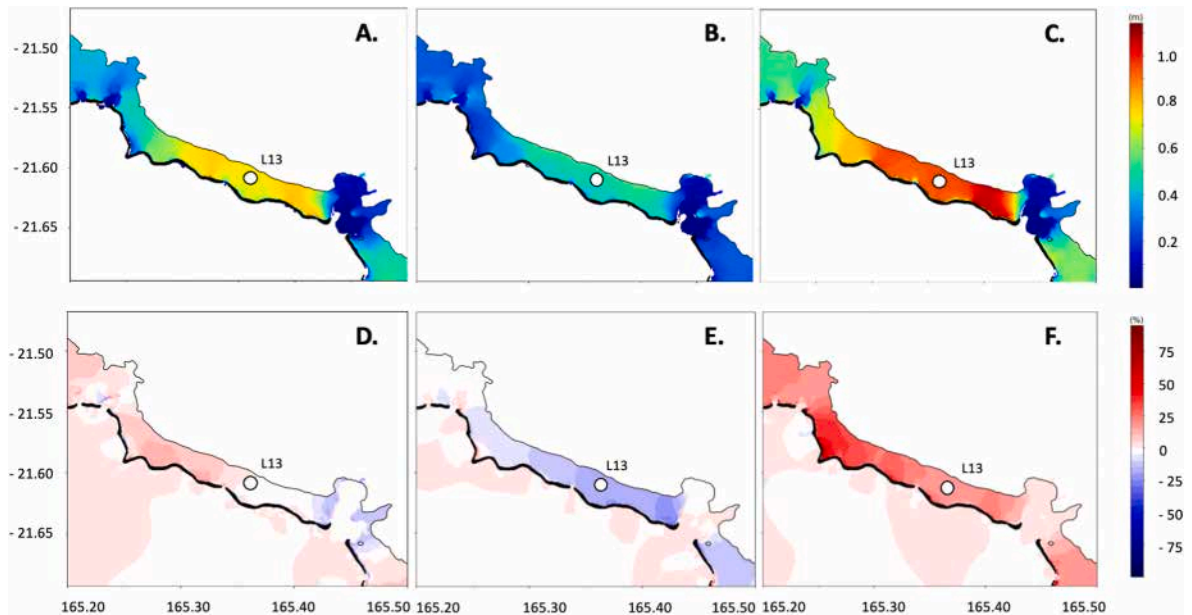 A.
B.
C.
(m)
- 21.50
- 21.55
- 21.60
- 21.65
L13
L13
L13
1.0
0.8
0.6
0.4
0.2
D.
E.
F.
(%)
- 21.50
- 21.55
- 21.60
- 21.65
L13
L13
L13
75
50
25
0
- 25
- 50
- 75
165.20 165.30 165.40 165.50 165.20 165.30 165.40 165.50 165.20 165.30 165.40 165.50